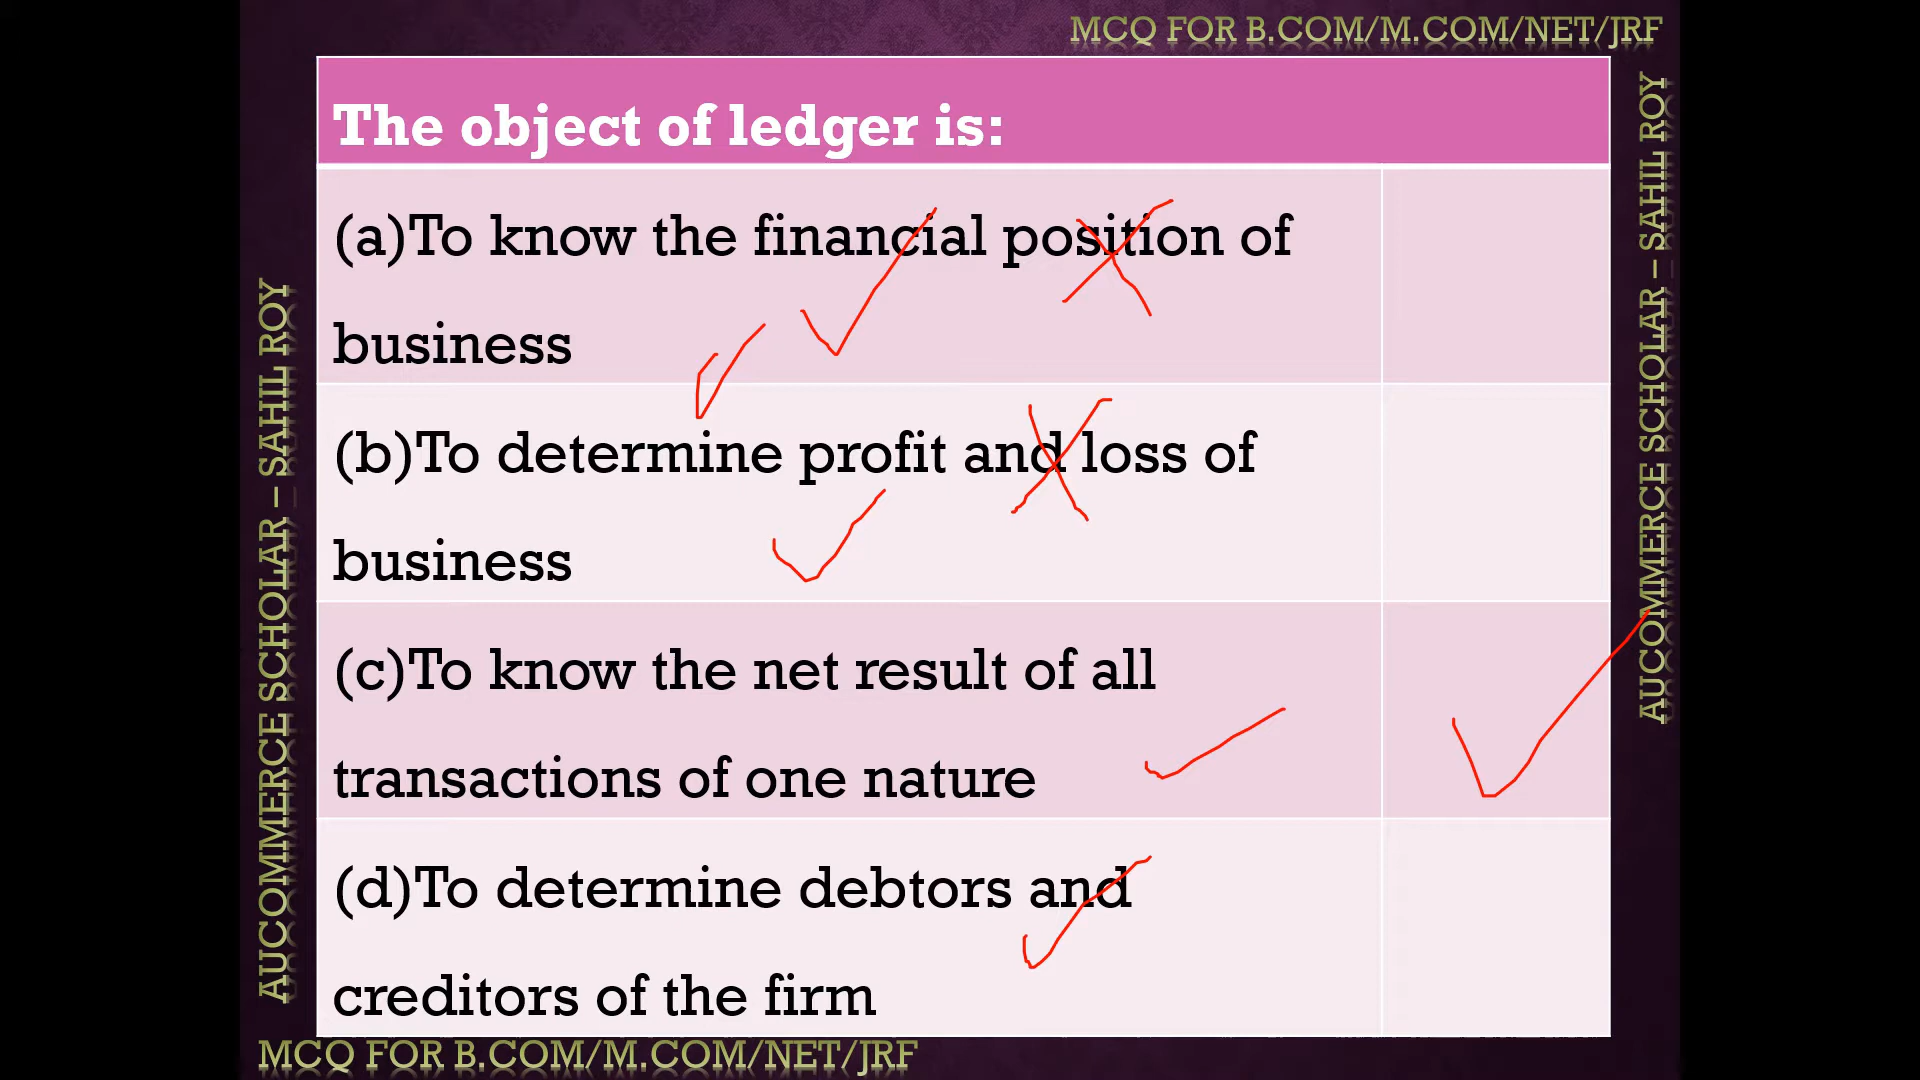 MCQ FOR B.COM/M.COM/NET/JRF
The object of ledger is:
(a)To know the financial position of
business
(b)To determine profit and loss of
business
(c)To know the net result of all
transactions of one nature
(d)To determine debtors and
creditors of the firm
AUCOMMERCE SCHOLAR – SAHIL ROY
AUCOMMERCE SCHOLAR – SAHIL ROY
MCQ FOR B.COM/M.COM/NET/JRF